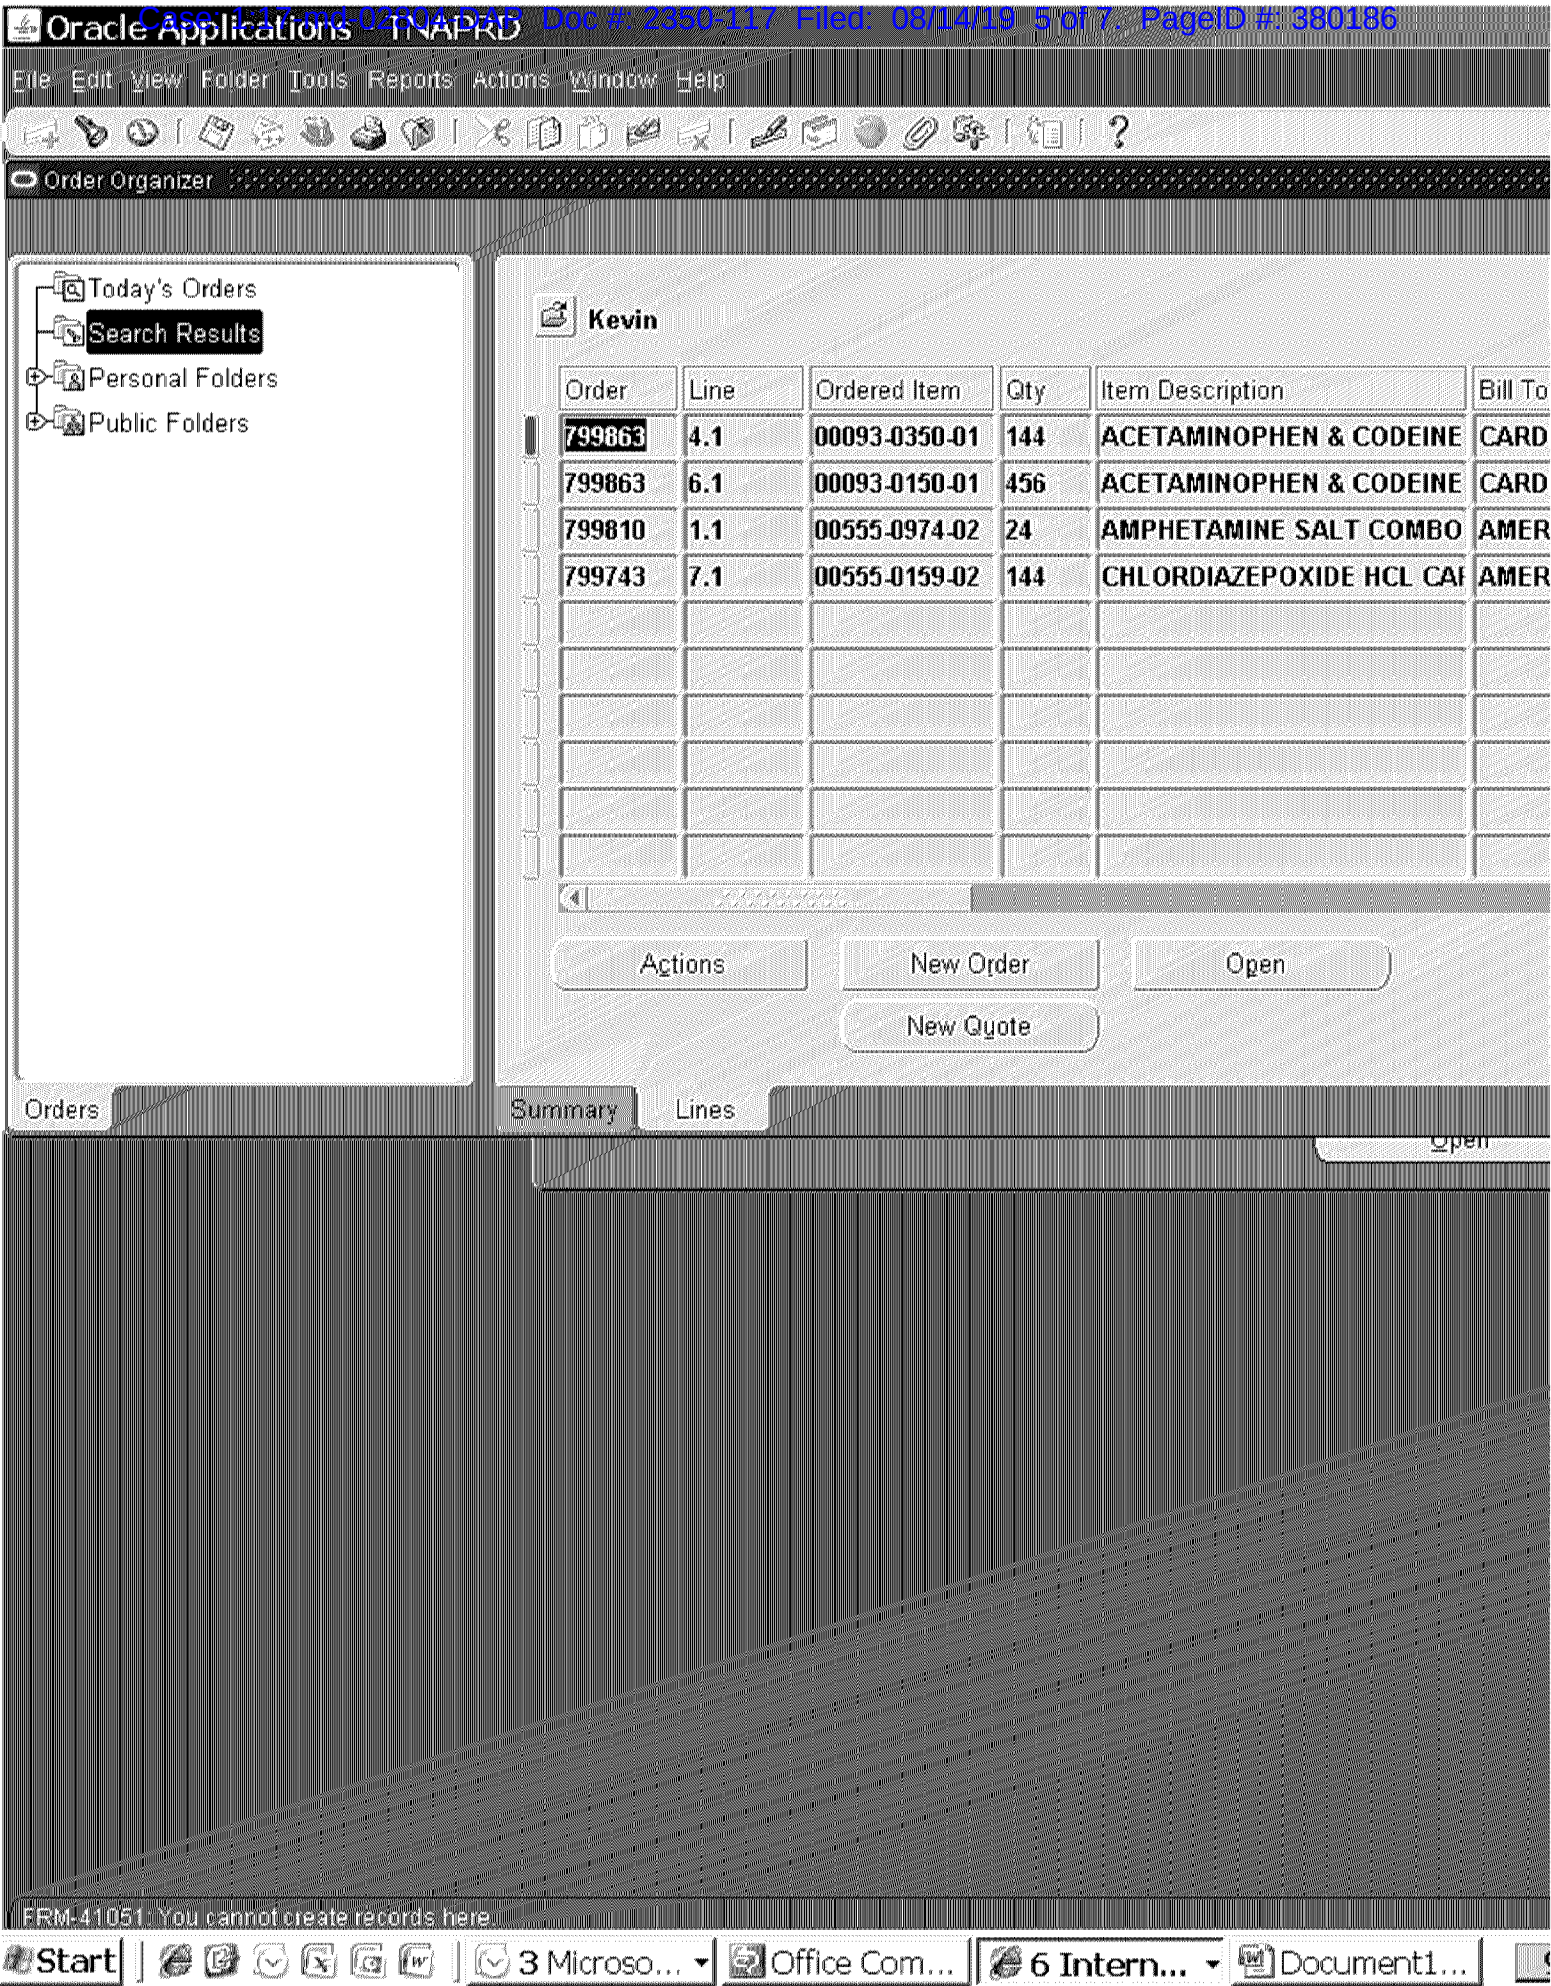 Case: 1:17-md-02804-DAP Doc #: 2350-117 Filed: 08/14/19 5 of 7. PageID #: 380186
Oracle Applications TNAPRD
File Edit View Folder Tools Reports Actions Window Help
Order Organizer
Today's Orders
Search Results
Personal Folders
Public Folders
Kevin
Order Line Ordered Item Qty Item Description Bill To
799863 4.1 00093-0350-01 144 ACETAMINOPHEN & CODEINE CARD
799863 6.1 00093-0150-01 456 ACETAMINOPHEN & CODEINE CARD
799810 1.1 00555-0974-02 24 AMPHETAMINE SALT COMBO AMER
799743 7.1 00555-0159-02 144 CHLORDIAZEPOXIDE HCL CAP AMER
Actions New Order Open
New Quote
Orders Summary Lines
Open
FRM-41051: You cannot create records here.
Start 3 Microso... Office Com... 6 Intern... Document1...